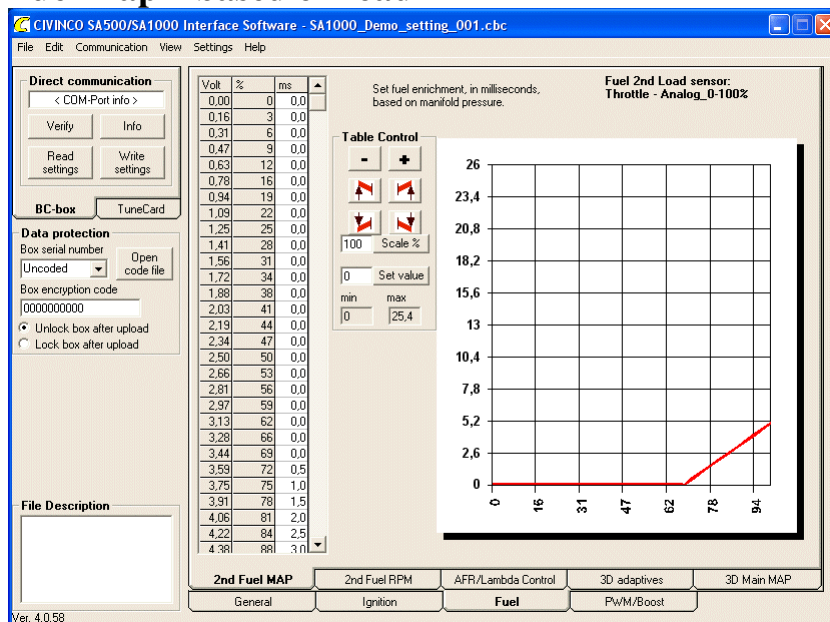 CIVINCO SA500/SA1000 Interface Software - SA1000_Demo_setting_001.cbc
File Edit Communication View Settings Help
Direct communication
< COM-Port info >
Verify Info
Read settings Write settings
BC-box TuneCard
Data protection
Box serial number
Uncoded
Open code file
Box encryption code
0000000000
Unlock box after upload
Lock box after upload
File Description
Ver. 4.0.58
Volt % ms
0,00 0 0,0
0,16 3 0,0
0,31 6 0,0
0,47 9 0,0
0,63 12 0,0
0,78 16 0,0
0,94 19 0,0
1,09 22 0,0
1,25 25 0,0
1,41 28 0,0
1,56 31 0,0
1,72 34 0,0
1,88 38 0,0
2,03 41 0,0
2,19 44 0,0
2,34 47 0,0
2,50 50 0,0
2,66 53 0,0
2,81 56 0,0
2,97 59 0,0
3,13 62 0,0
3,28 66 0,0
3,44 69 0,0
3,59 72 0,5
3,75 75 1,0
3,91 78 1,5
4,06 81 2,0
4,22 84 2,5
4,38 88 3,0
Set fuel enrichment, in milliseconds,
based on manifold pressure.
Fuel 2nd Load sensor:
Throttle - Analog_0-100%
Table Control
- +
100 Scale %
0 Set value
min max
0 25,4
26
23,4
20,8
18,2
15,6
13
10,4
7,8
5,2
2,6
0
0 16 31 47 62 78 94
2nd Fuel MAP 2nd Fuel RPM AFR/Lambda Control 3D adaptives 3D Main MAP
General Ignition Fuel PWM/Boost